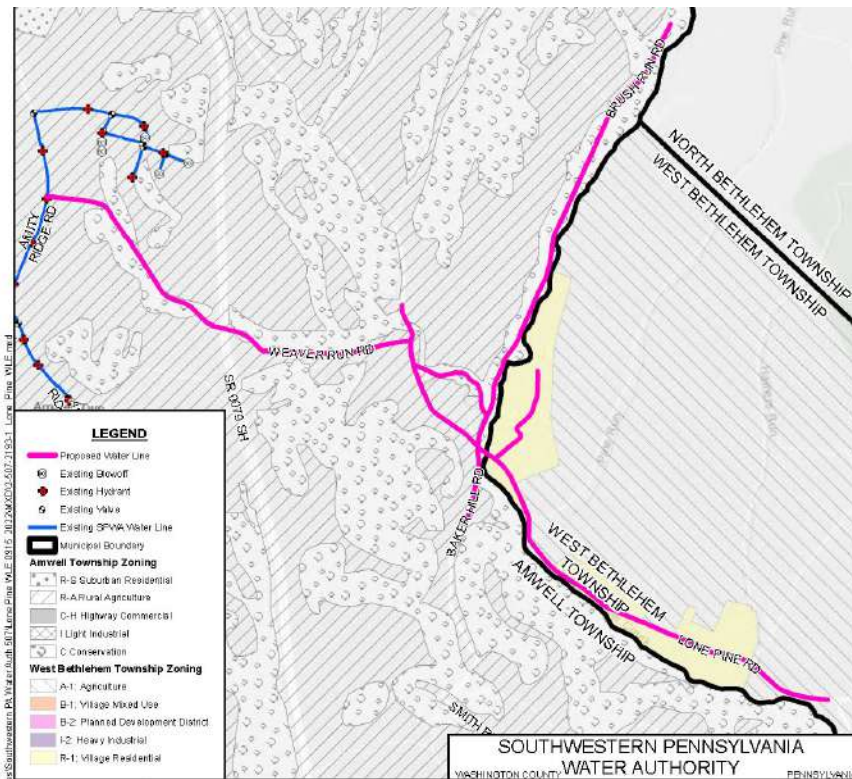 BRUSH RUN RD
NORTH BETHLEHEM TOWNSHIP
WEST BETHLEHEM TOWNSHIP
AMITY
RIDGE RD
WEAVER RUN RD
SR 0079 SH
BAKER HILL RD
WEST BETHLEHEM
TOWNSHIP
AMWELL TOWNSHIP
LONE PINE RD
LEGEND
Proposed Water Line
Existing Blowoff
Existing Hydrant
Existing Valve
Existing SPWA Water Line
Municipal Boundary
Amwell Township Zoning
R-S Suburban Residential
R-A Rural Agriculture
C-H Highway Commercial
I Light Industrial
C Conservation
West Bethlehem Township Zoning
A-1: Agriculture
B-1: Village Mixed Use
B-2: Planned Development District
I-2: Heavy Industrial
R-1: Village Residential
SMITH
SOUTHWESTERN PENNSYLVANIA
WATER AUTHORITY
WASHINGTON COUNTY
PENNSYLVANI